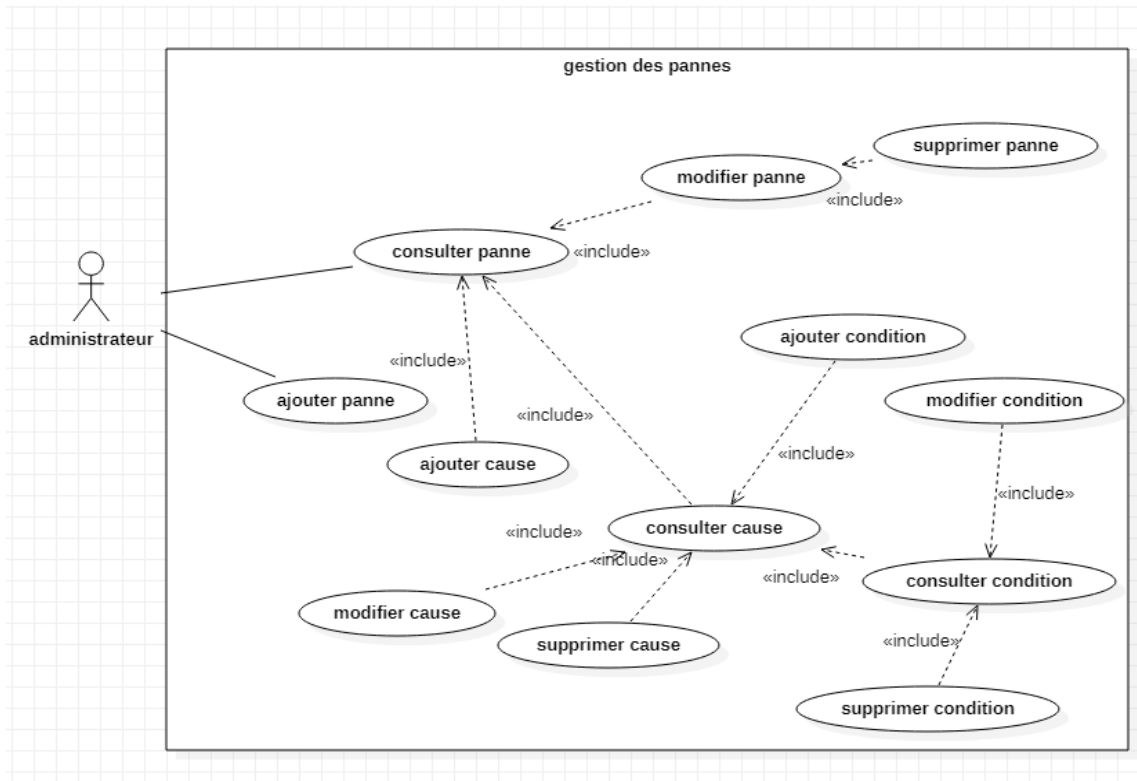 gestion des pannes
supprimer panne
modifier panne
«include»
consulter panne
«include»
administrateur
ajouter condition
«include»
ajouter panne
modifier condition
«include»
ajouter cause
«include»
«include»
consulter cause
«include»
«include»
«include»
consulter condition
modifier cause
supprimer cause
«include»
supprimer condition